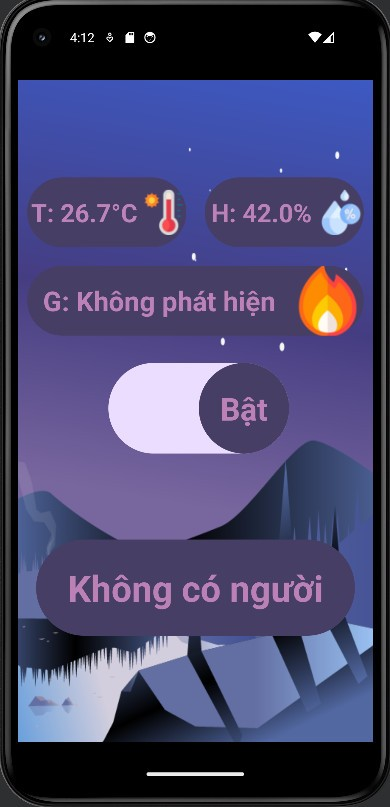 4:12
T: 26.7°C
H: 42.0%
%
G: Không phát hiện
Bật
Không có người